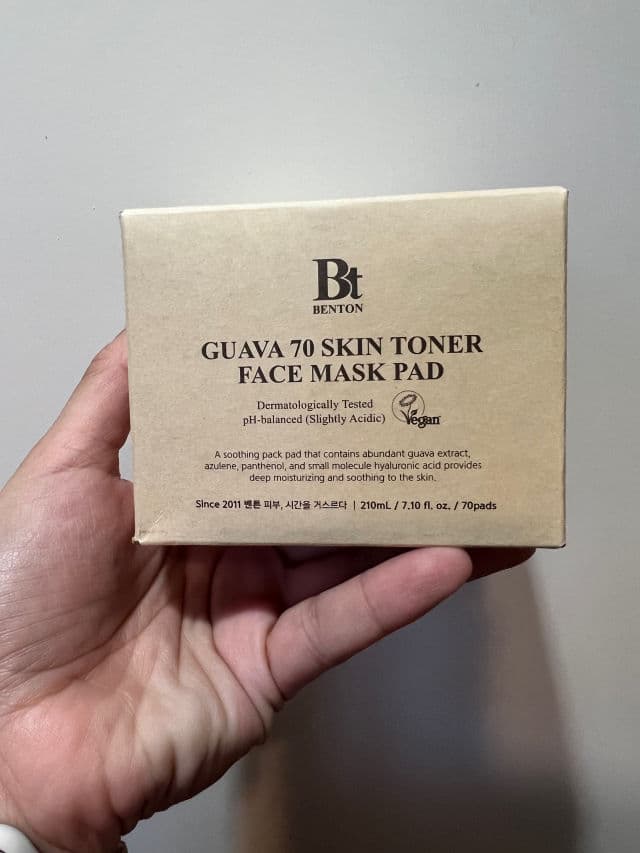 Bt
BENTON
GUAVA 70 SKIN TONER
FACE MASK PAD
Dermatologically Tested
pH-balanced (Slightly Acidic)
Vegan
A soothing pack pad that contains abundant guava extract,
azulene, panthenol, and small molecule hyaluronic acid provides
deep moisturizing and soothing to the skin.
Since 2011 벤튼 피부, 시간을 거스르다 | 210mL / 7.10 fl. oz. / 70pads